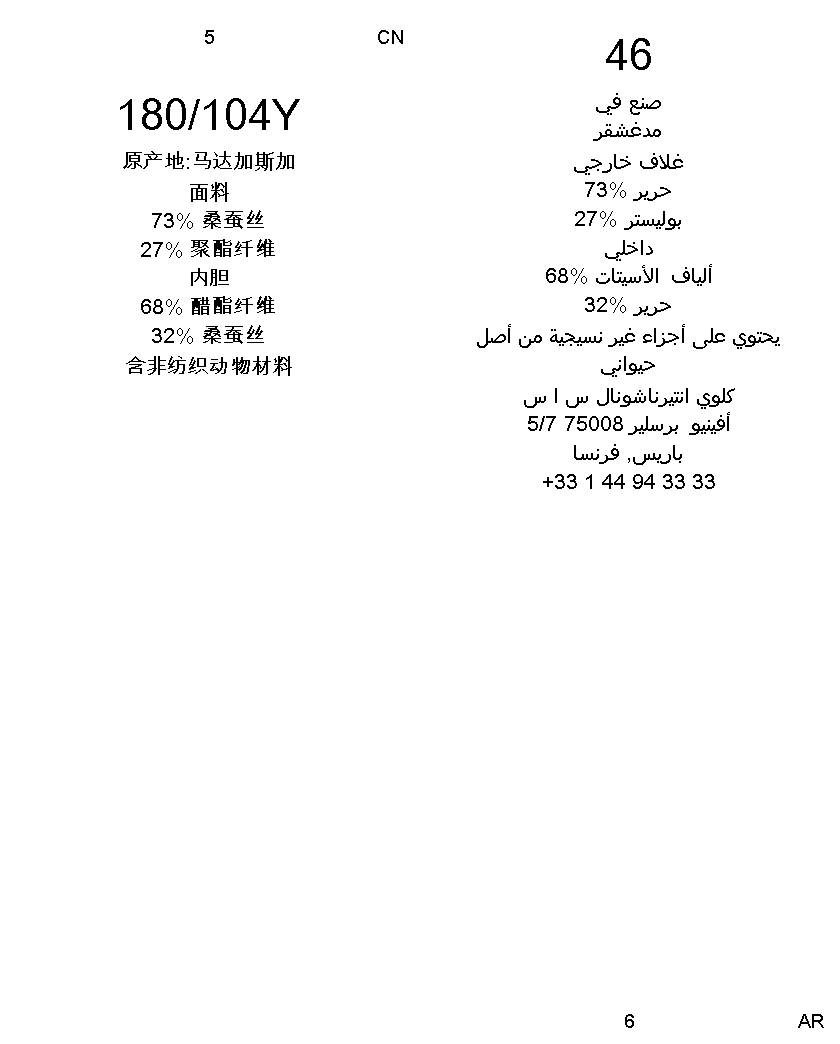 5
CN
180/104Y
原产地:马达加斯加
面料
73% 桑蚕丝
27% 聚酯纤维
内胆
68% 醋酯纤维
32% 桑蚕丝
含非纺织动物材料
46
صنع في
مدغشقر
غلاف خارجي
حرير %73
بوليستر %27
داخلي
ألياف الأسيتات %68
حرير %32
يحتوي على أجزاء غير نسيجية من أصل
حيواني
كلوي انتيرناشونال س ا س
أفينيو برسلير 75008 5/7
باريس, فرنسا
+33 1 44 94 33 33
6
AR